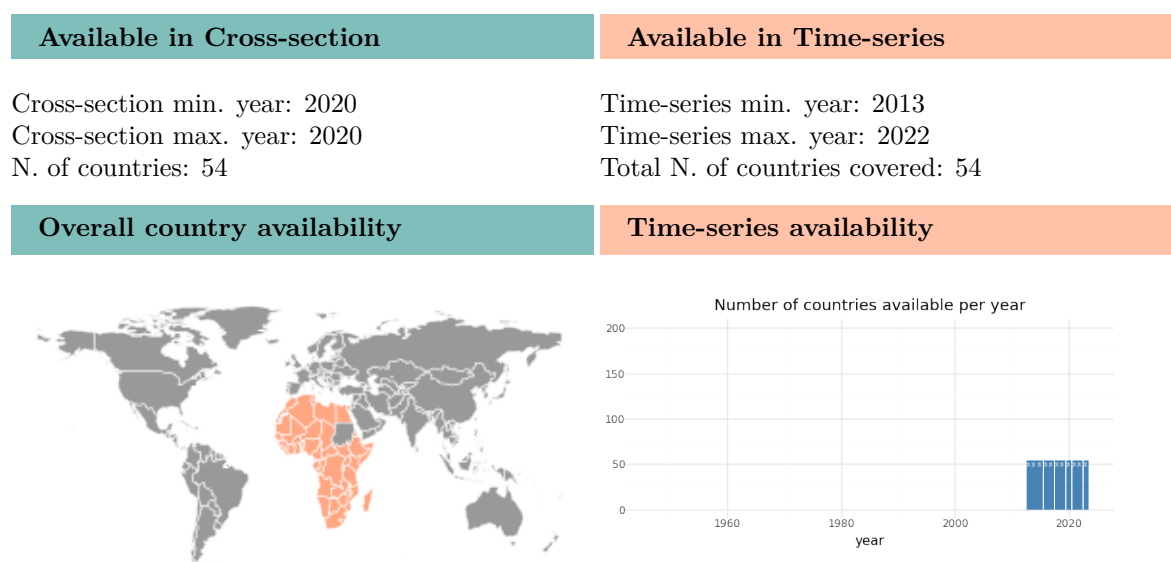 Available in Cross-section
Available in Time-series
Cross-section min. year: 2020
Cross-section max. year: 2020
N. of countries: 54
Time-series min. year: 2013
Time-series max. year: 2022
Total N. of countries covered: 54
Overall country availability
Time-series availability
Number of countries available per year
200
150
100
50
0
1960 1980 2000 2020
year